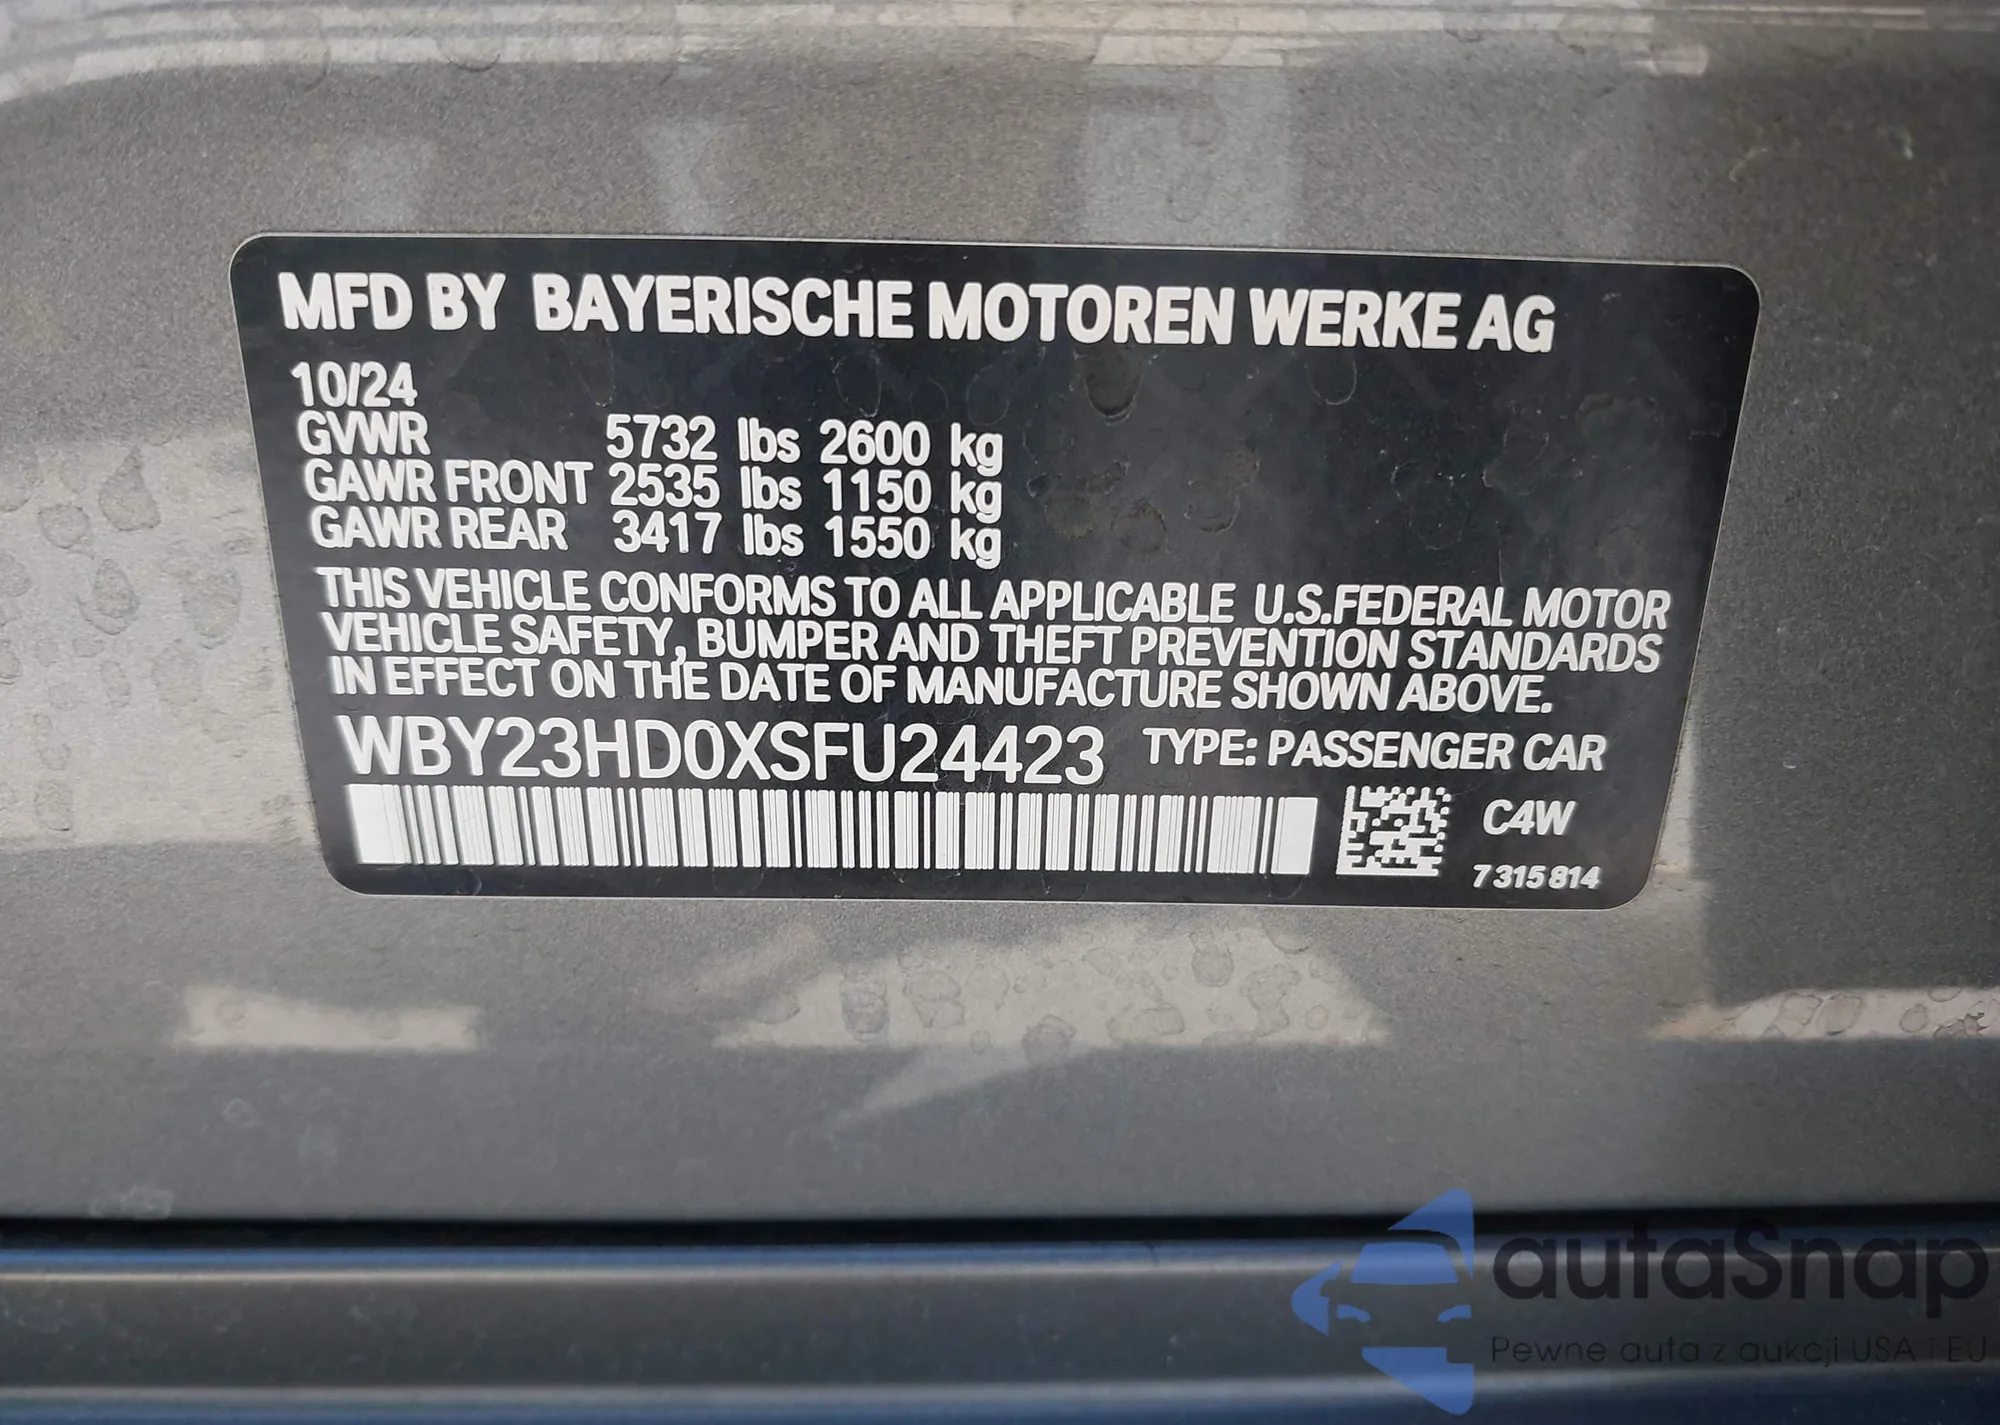 MFD BY BAYERISCHE MOTOREN WERKE AG
10/24
GVWR 5732 lbs 2600 kg
GAWR FRONT 2535 lbs 1150 kg
GAWR REAR 3417 lbs 1550 kg
THIS VEHICLE CONFORMS TO ALL APPLICABLE U.S.FEDERAL MOTOR
VEHICLE SAFETY, BUMPER AND THEFT PREVENTION STANDARDS
IN EFFECT ON THE DATE OF MANUFACTURE SHOWN ABOVE.
WBY23HD0XSFU24423 TYPE: PASSENGER CAR
C4W
7315814
autaSnap
Pewne auta z aukcji USA i EU